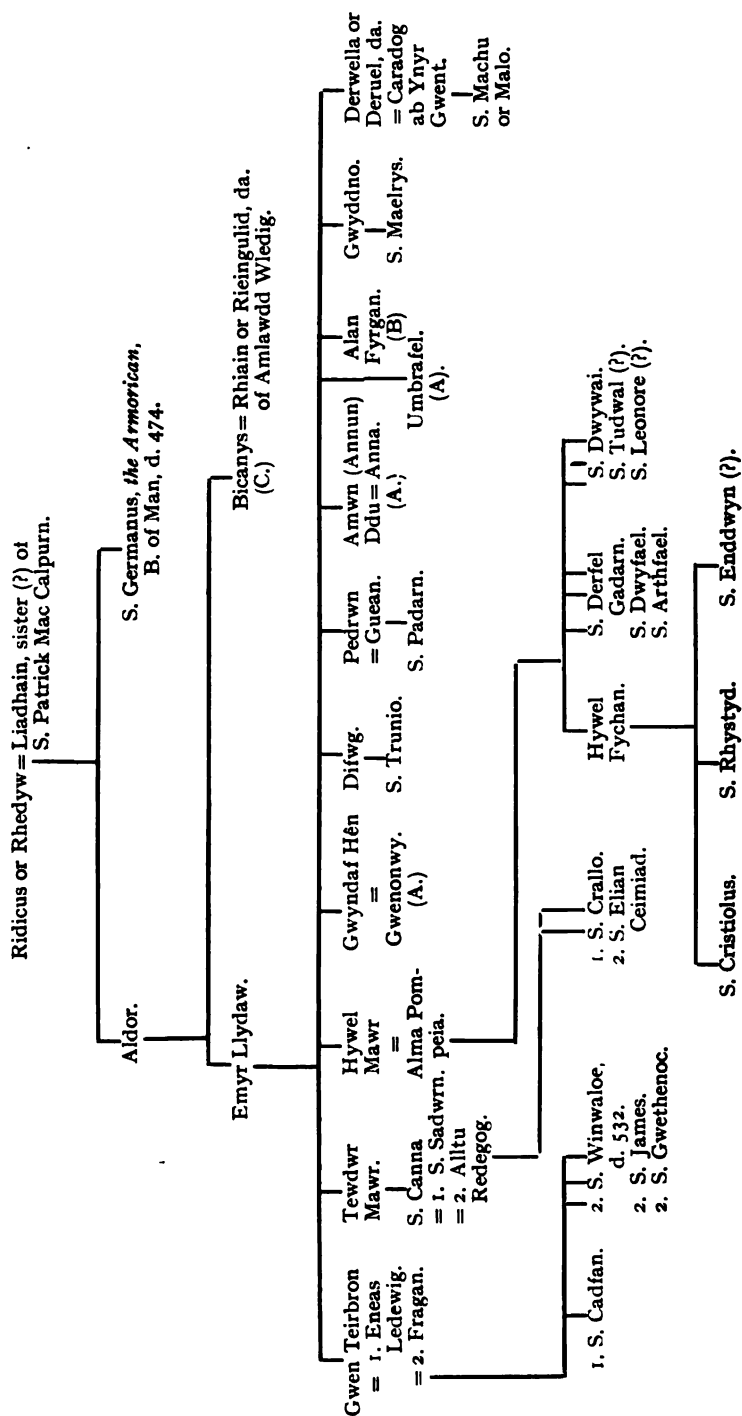 Ridicus or Rhedyw = Liadhain, sister (?) of
S. Patrick Mac Calpurn.
Aldor.
S. Germanus, the Armorican,
B. of Man, d. 474.
Emyr Llydaw.
Bicanys = Rhiain or Rieingulid, da.
(C.) of Amlawdd Wledig.
Gwen Teirbron
= 1. Eneas
Ledewig.
= 2. Fragan.
Tewdwr
Mawr.
S. Canna
= 1. S. Sadwrn.
= 2. Alltu
Redegog.
Hywel
Mawr
=
Alma Pom-
peia.
Gwyndaf Hên
=
Gwenonwy.
(A.)
Difwg.
S. Trunio.
Pedrwn
= Guean.
S. Padarn.
Amwn (Annun)
Ddu = Anna.
(A.)
Umbrafel.
(A).
Alan
Fyrgan.
(B)
Gwyddno.
S. Maelrys.
Derwella or
Deruel, da.
= Caradog
ab Ynyr
Gwent.
S. Machu
or Malo.
1. S. Cadfan.
2. S. Winwaloe,
d. 532.
2. S. James.
2. S. Gwethenoc.
1. S. Crallo.
2. S. Elian
Ceimiad.
Hywel
Fychan.
S. Derfel
Gadarn.
S. Dwyfael.
S. Arthfael.
S. Dwywai.
S. Tudwal (?).
S. Leonore (?).
S. Cristiolus.
S. Rhystyd.
S. Enddwyn (?).